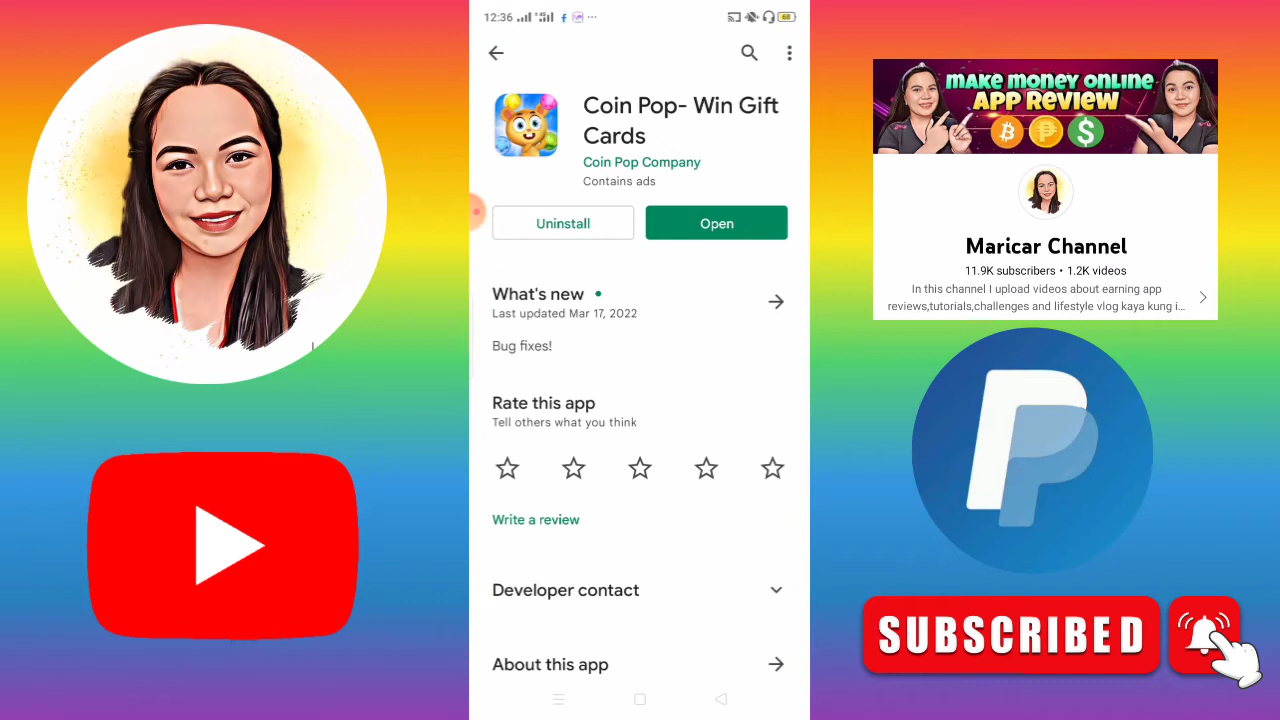 12:36
68
Coin Pop- Win Gift
Cards
Coin Pop Company
Contains ads
Uninstall
Open
What's new
Last updated Mar 17, 2022
Bug fixes!
Rate this app
Tell others what you think
Write a review
Developer contact
About this app
MAKE MONEY ONLINE
APP REVIEW
Maricar Channel
11.9K subscribers • 1.2K videos
In this channel I upload videos about earning app
reviews,tutorials,challenges and lifestyle vlog kaya kung i...
SUBSCRIBED